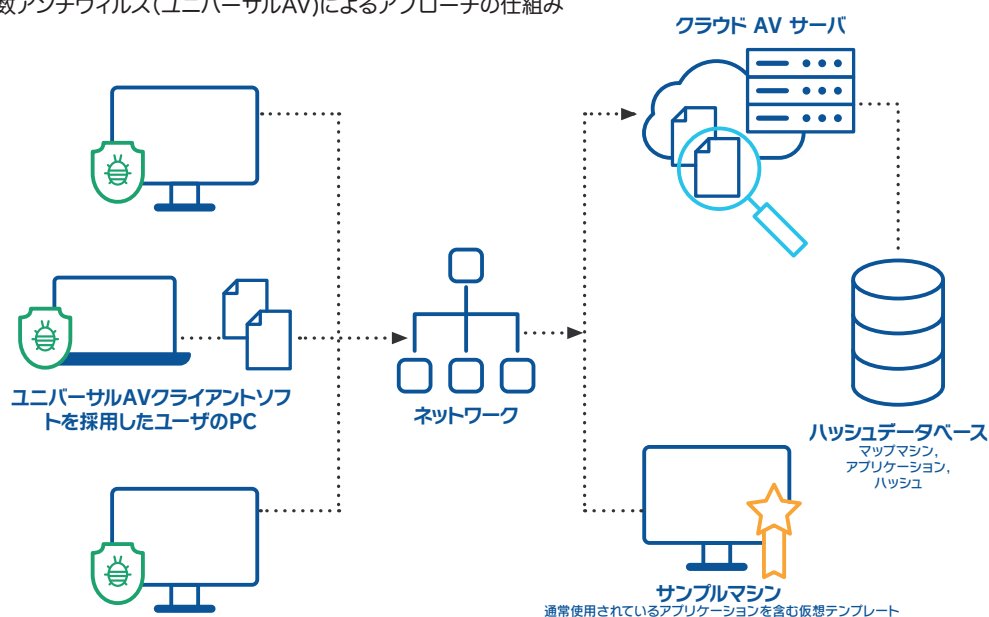 数アンチウィルス(ユニバーサルAV)によるアプローチの仕組み
クラウド AV サーバ
ユニバーサルAVクライアントソフ
トを採用したユーザのPC
ネットワーク
ハッシュデータベース
マップマシン,
アプリケーション,
ハッシュ
サンプルマシン
通常使用されているアプリケーションを含む仮想テンプレート